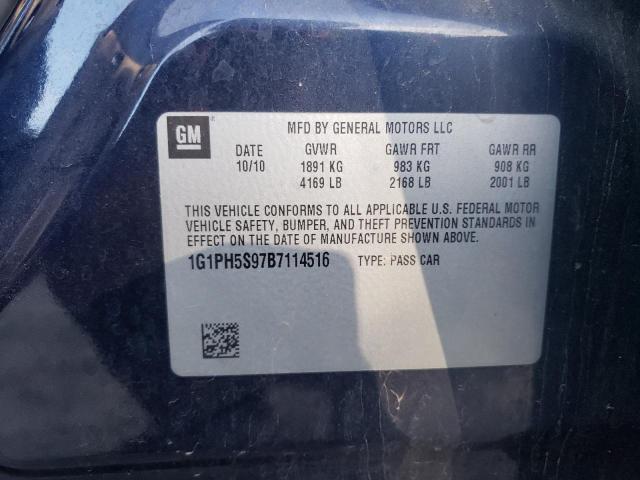 GM
MFD BY GENERAL MOTORS LLC
DATE GVWR GAWR FRT GAWR RR
10/10 1891 KG 983 KG 908 KG
4169 LB 2168 LB 2001 LB
THIS VEHICLE CONFORMS TO ALL APPLICABLE U.S. FEDERAL MOTOR
VEHICLE SAFETY, BUMPER, AND THEFT PREVENTION STANDARDS IN
EFFECT ON THE DATE OF MANUFACTURE SHOWN ABOVE.
1G1PH5S97B7114516 TYPE: PASS CAR